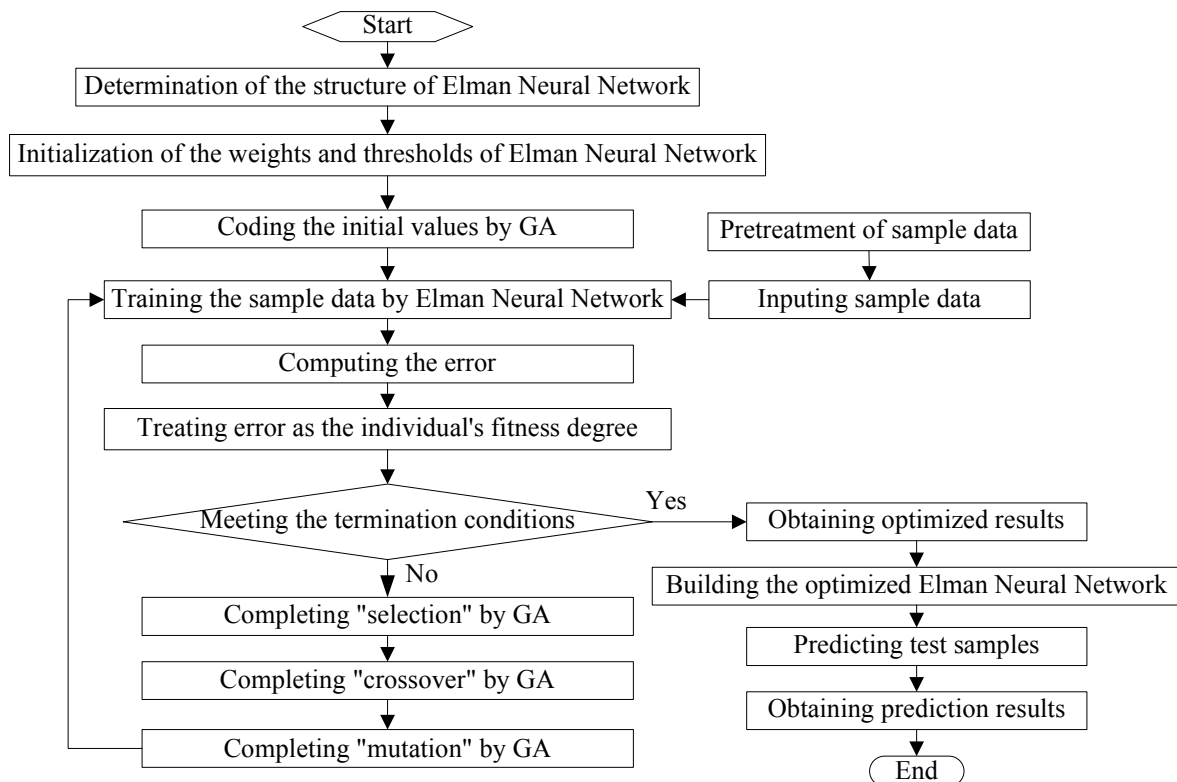 Start
Determination of the structure of Elman Neural Network
Initialization of the weights and thresholds of Elman Neural Network
Coding the initial values by GA
Pretreatment of sample data
Training the sample data by Elman Neural Network
Inputing sample data
Computing the error
Treating error as the individual's fitness degree
Meeting the termination conditions
Yes
No
Obtaining optimized results
Building the optimized Elman Neural Network
Completing "selection" by GA
Predicting test samples
Completing "crossover" by GA
Obtaining prediction results
Completing "mutation" by GA
End